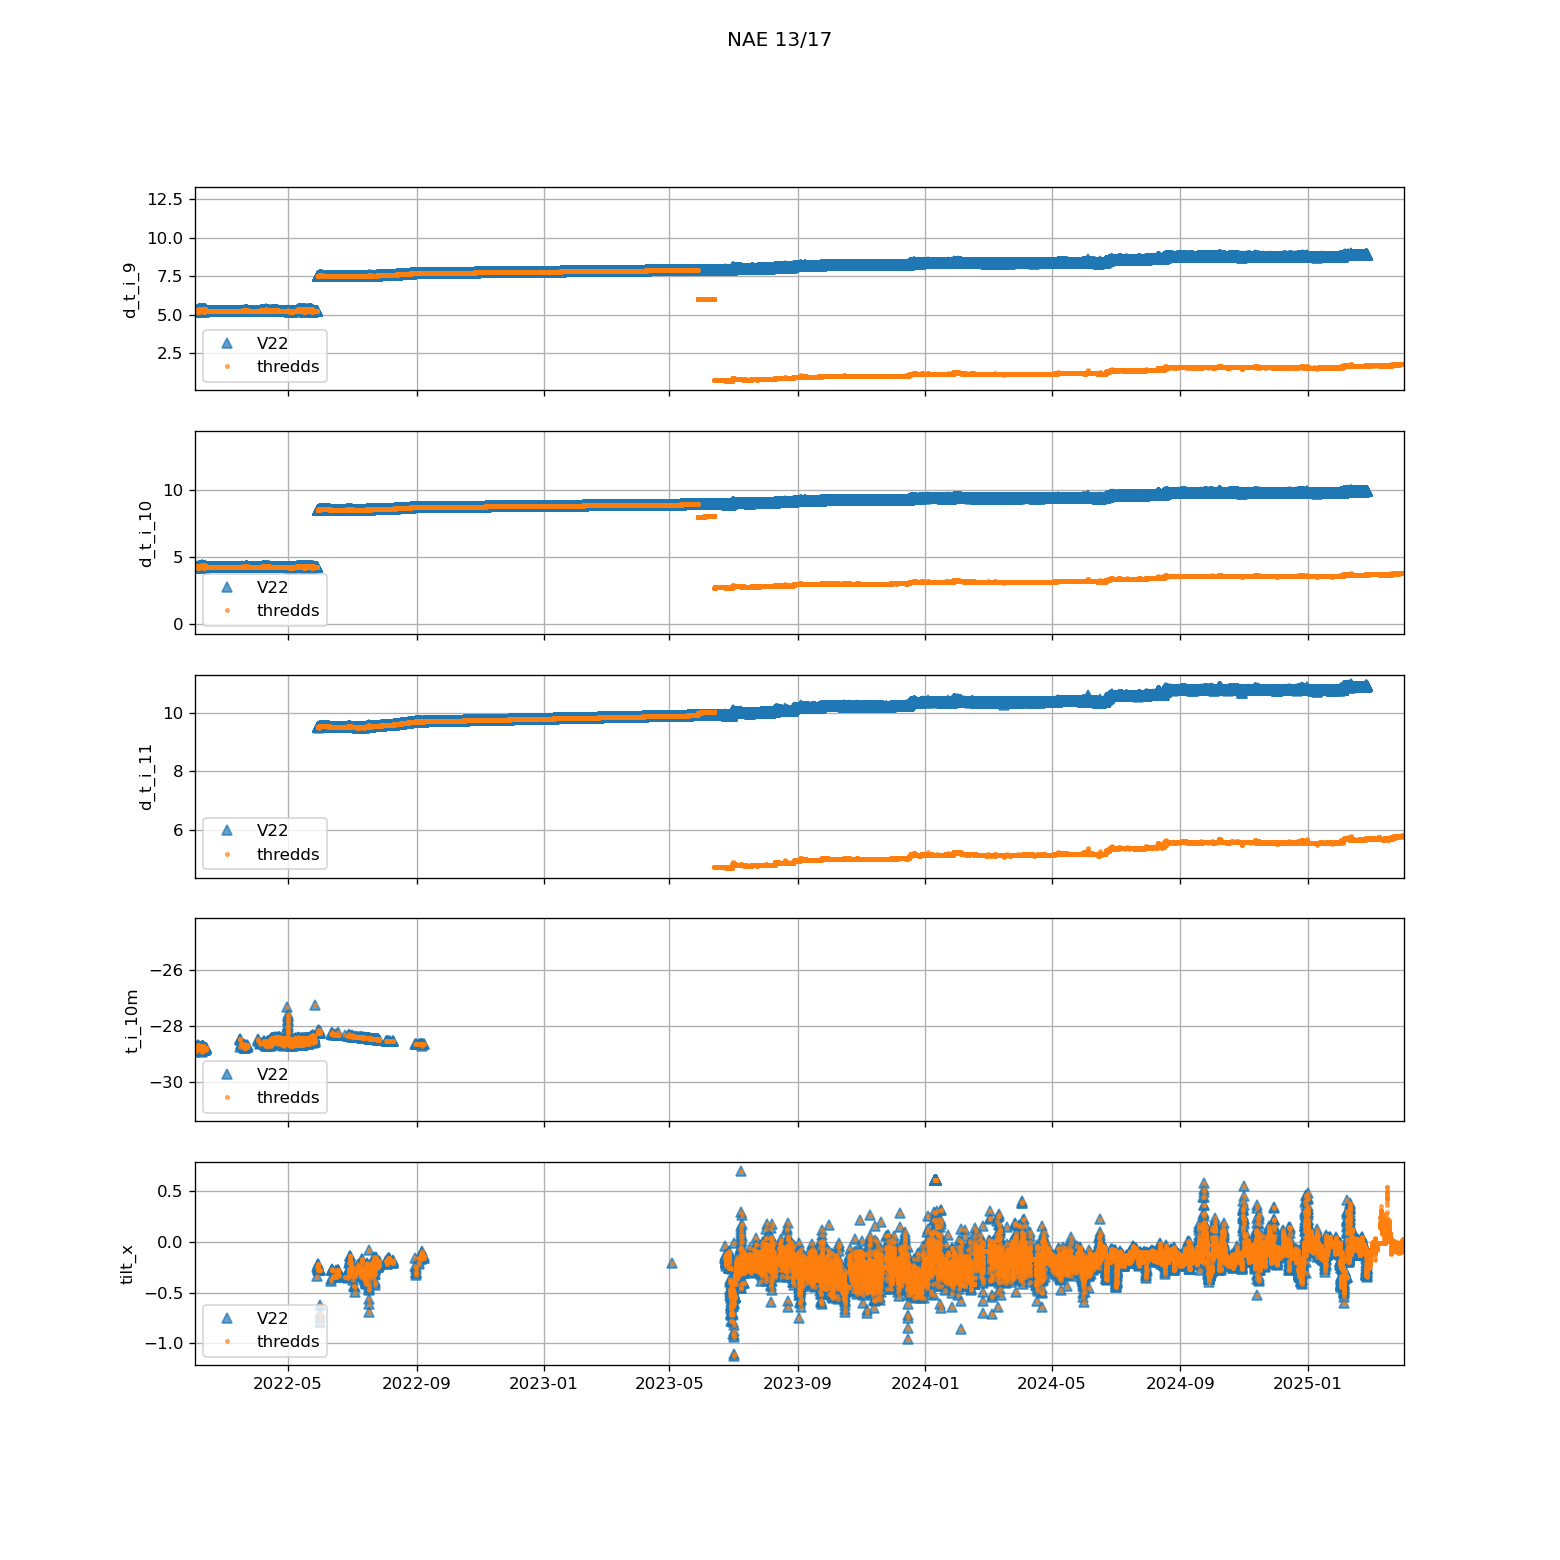 NAE 13/17
12.5
10.0
7.5
5.0
2.5
d_t_i_9
V22
thredds
10
5
0
d_t_i_10
V22
thredds
10
8
6
d_t_i_11
V22
thredds
−26
−28
−30
t_i_10m
V22
thredds
0.5
0.0
−0.5
−1.0
tilt_x
V22
thredds
2022-05 2022-09 2023-01 2023-05 2023-09 2024-01 2024-05 2024-09 2025-01